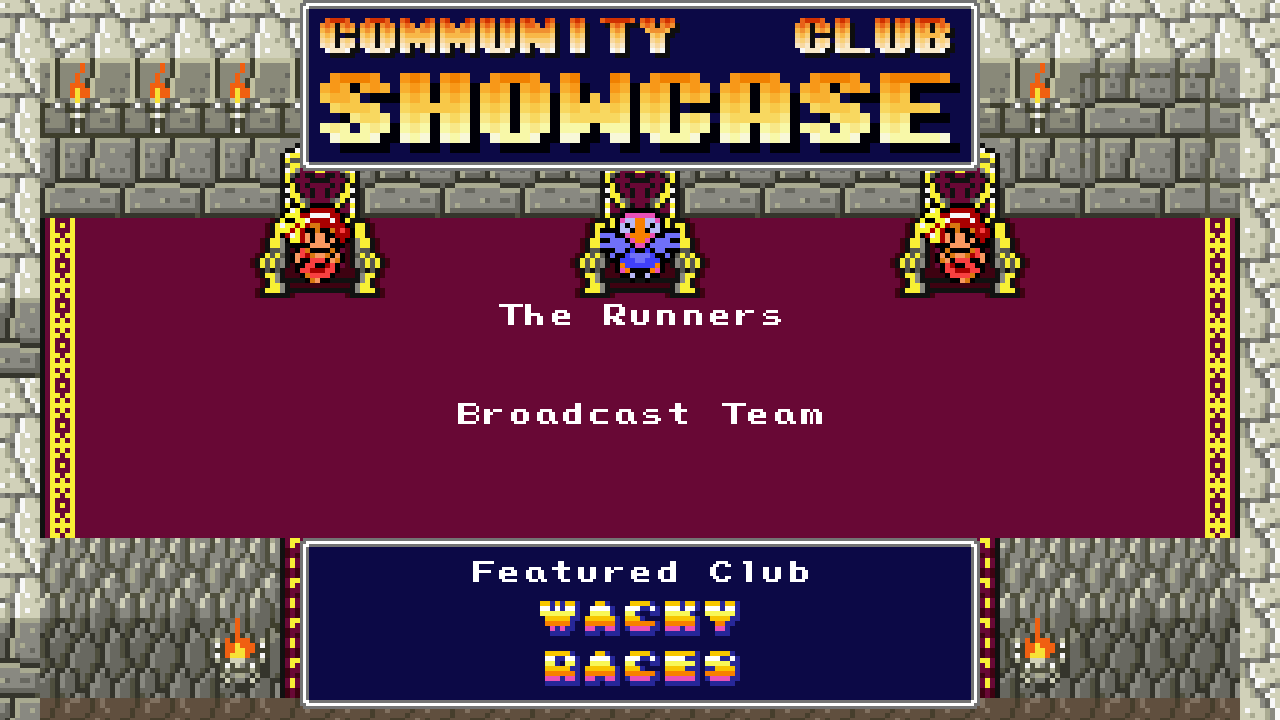 COMMUNITY CLUB
SHOWCASE
The Runners
Broadcast Team
Featured Club
WACKY
RACES